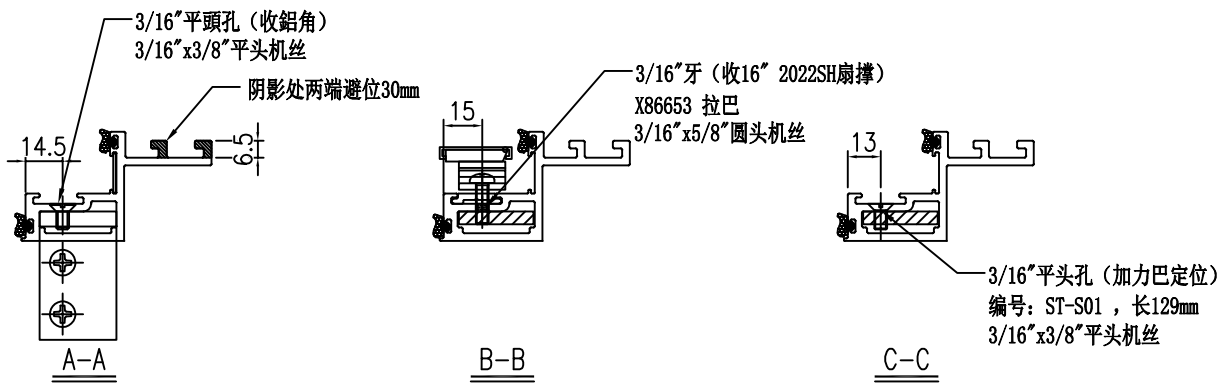 3/16"平頭孔（收鋁角）
3/16"x3/8"平头机丝
阴影处两端避位30mm
14.5
6.5
A-A
3/16"牙（收16" 2022SH扇撑）
X86653 拉巴
3/16"x5/8"圆头机丝
15
B-B
13
3/16"平头孔（加力巴定位）
编号: ST-S01 , 长129mm
3/16"x3/8"平头机丝
C-C